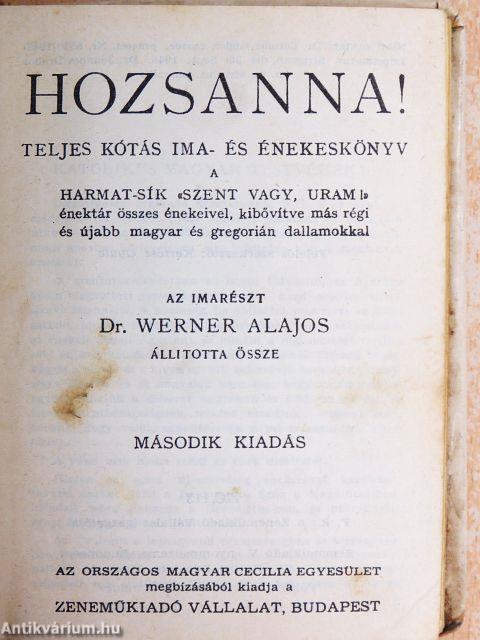 HOZSANNA!
TELJES KÓTÁS IMA- ÉS ÉNEKESKÖNYV
A
HARMAT-SÍK «SZENT VAGY, URAM!»
énektár összes énekeivel, kibővítve más régi
és újabb magyar és gregorián dallamokkal
AZ IMARÉSZT
Dr. WERNER ALAJOS
ÁLLITOTTA ÖSSZE
MÁSODIK KIADÁS
AZ ORSZÁGOS MAGYAR CECILIA EGYESÜLET
megbízásából kiadja a
ZENEMŰKIADÓ VÁLLALAT, BUDAPEST
Antikvárium.hu